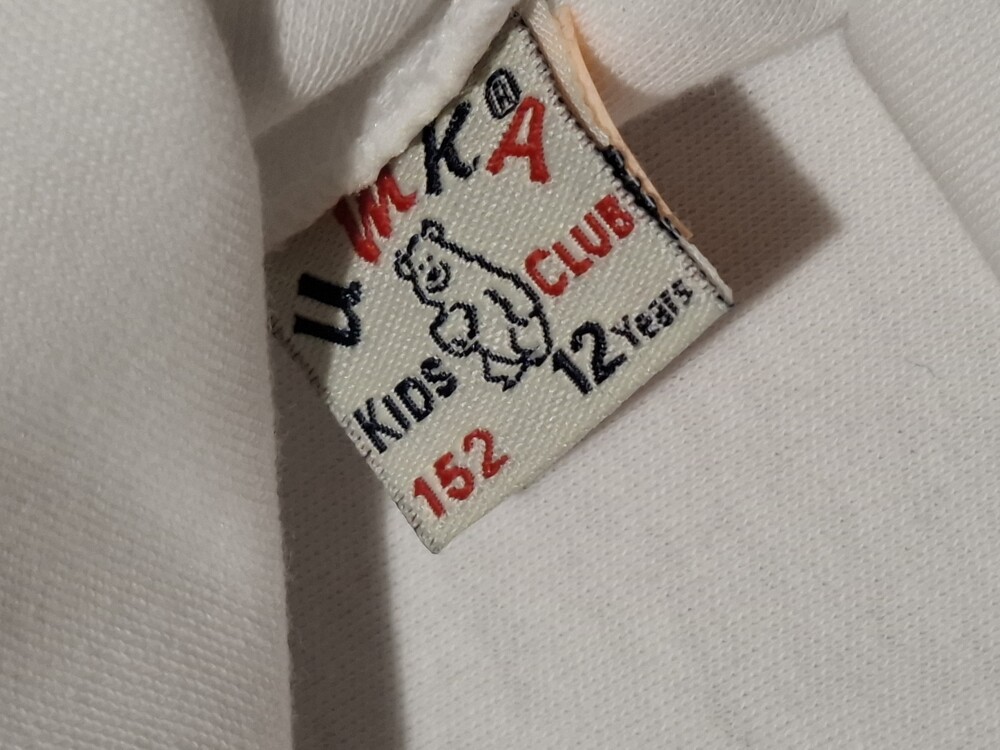 UMKA®
KIDS CLUB
152 12 Years